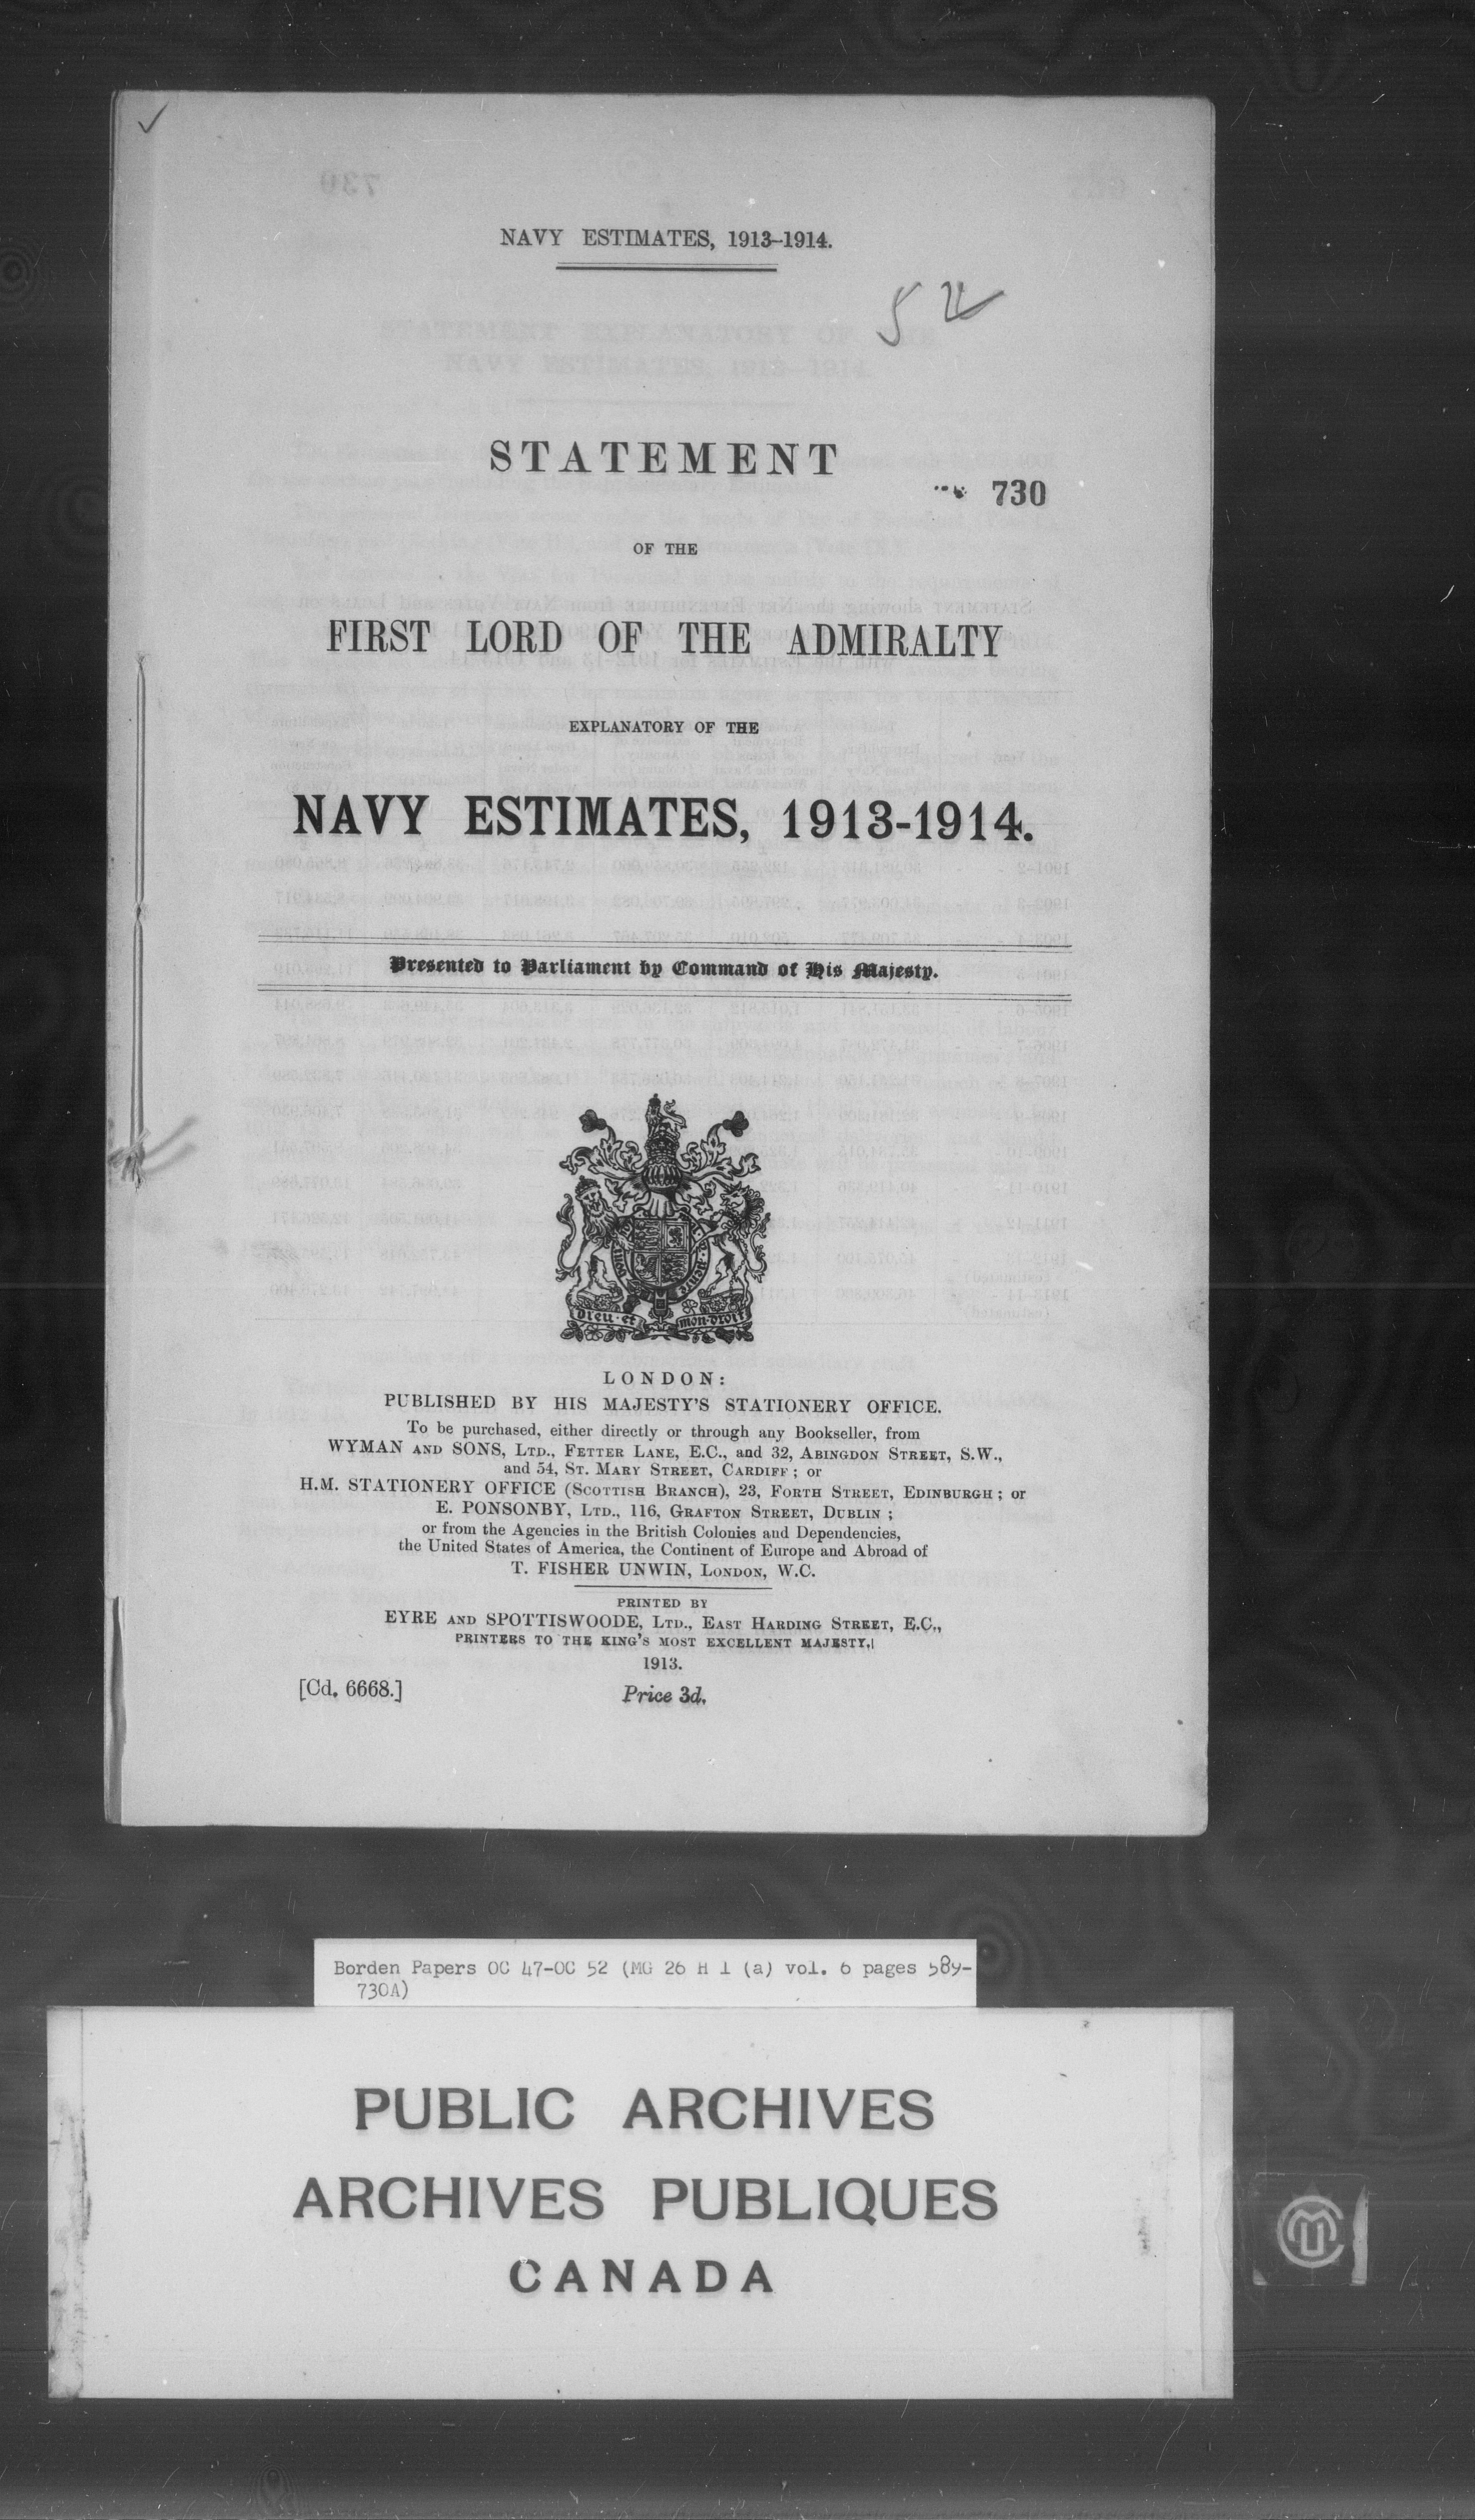 NAVY ESTIMATES, 1913-1914.
52
STATEMENT
730
OF THE
FIRST LORD OF THE ADMIRALTY
EXPLANATORY OF THE
NAVY ESTIMATES, 1913-1914.
Presented to Parliament by Command of His Majesty.
Dieu et mon droit
LONDON:
PUBLISHED BY HIS MAJESTY'S STATIONERY OFFICE.
To be purchased, either directly or through any Bookseller, from
WYMAN AND SONS, LTD., FETTER LANE, E.C., and 32, ABINGDON STREET, S.W.,
and 54, ST. MARY STREET, CARDIFF; or
H.M. STATIONERY OFFICE (SCOTTISH BRANCH), 23, FORTH STREET, EDINBURGH; or
E. PONSONBY, LTD., 116, GRAFTON STREET, DUBLIN;
or from the Agencies in the British Colonies and Dependencies,
the United States of America, the Continent of Europe and Abroad of
T. FISHER UNWIN, LONDON, W.C.
PRINTED BY
EYRE AND SPOTTISWOODE, LTD., EAST HARDING STREET, E.C.,
PRINTERS TO THE KING'S MOST EXCELLENT MAJESTY.
1913.
[Cd. 6668.] Price 3d.
Borden Papers OC 47-OC 52 (MG 26 H 1 (a) vol. 6 pages 589-
730A)
PUBLIC ARCHIVES
ARCHIVES PUBLIQUES
CANADA